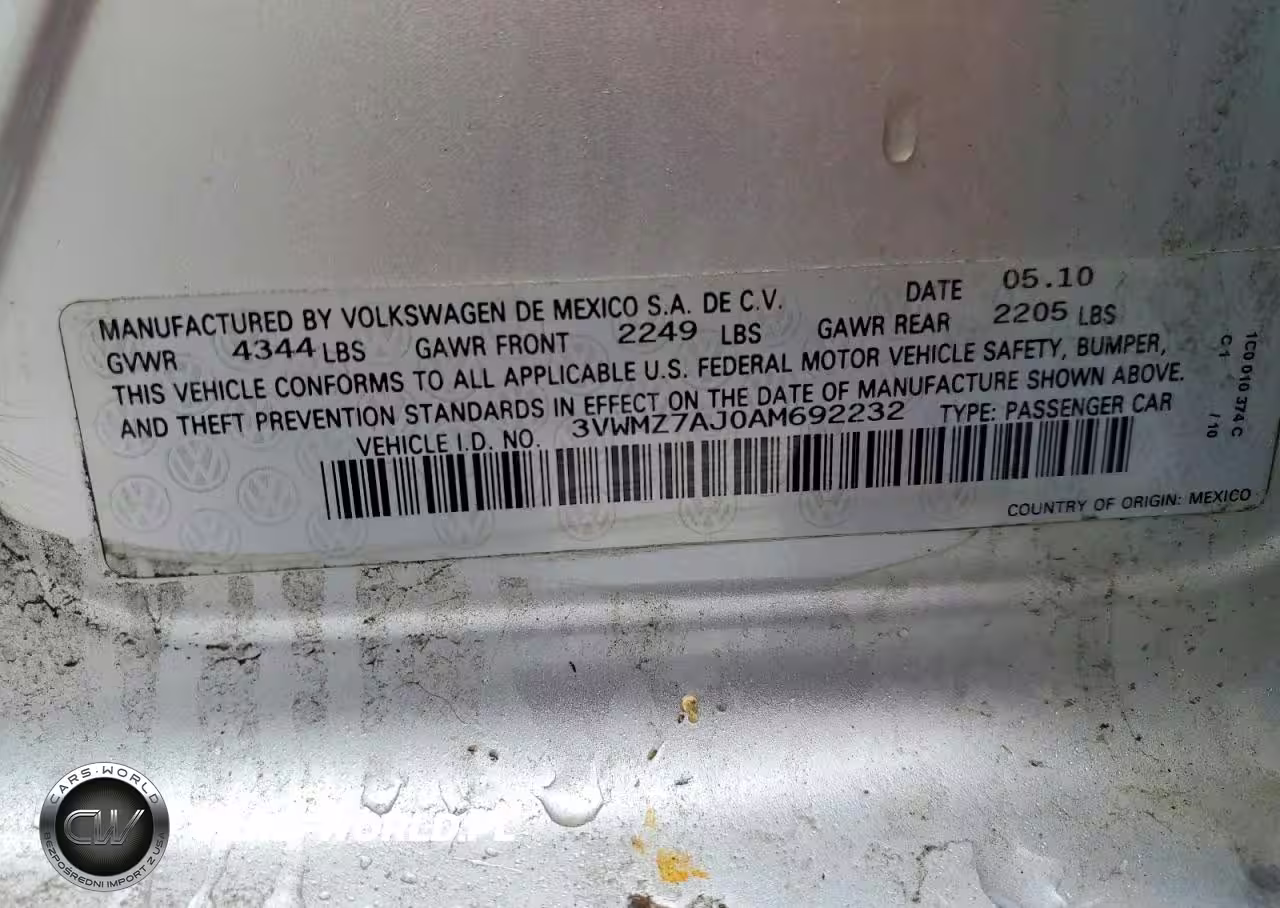 MANUFACTURED BY VOLKSWAGEN DE MEXICO S.A. DE C.V. DATE 05.10
GVWR 4344 LBS GAWR FRONT 2249 LBS GAWR REAR 2205 LBS
THIS VEHICLE CONFORMS TO ALL APPLICABLE U.S. FEDERAL MOTOR VEHICLE SAFETY, BUMPER,
AND THEFT PREVENTION STANDARDS IN EFFECT ON THE DATE OF MANUFACTURE SHOWN ABOVE.
VEHICLE I.D. NO. 3VWMZ7AJ0AM692232 TYPE: PASSENGER CAR
COUNTRY OF ORIGIN: MEXICO
1C0 010 374 C
C1 /10
CARS-WORLD
CW
BEZPOŚREDNI IMPORT Z USA